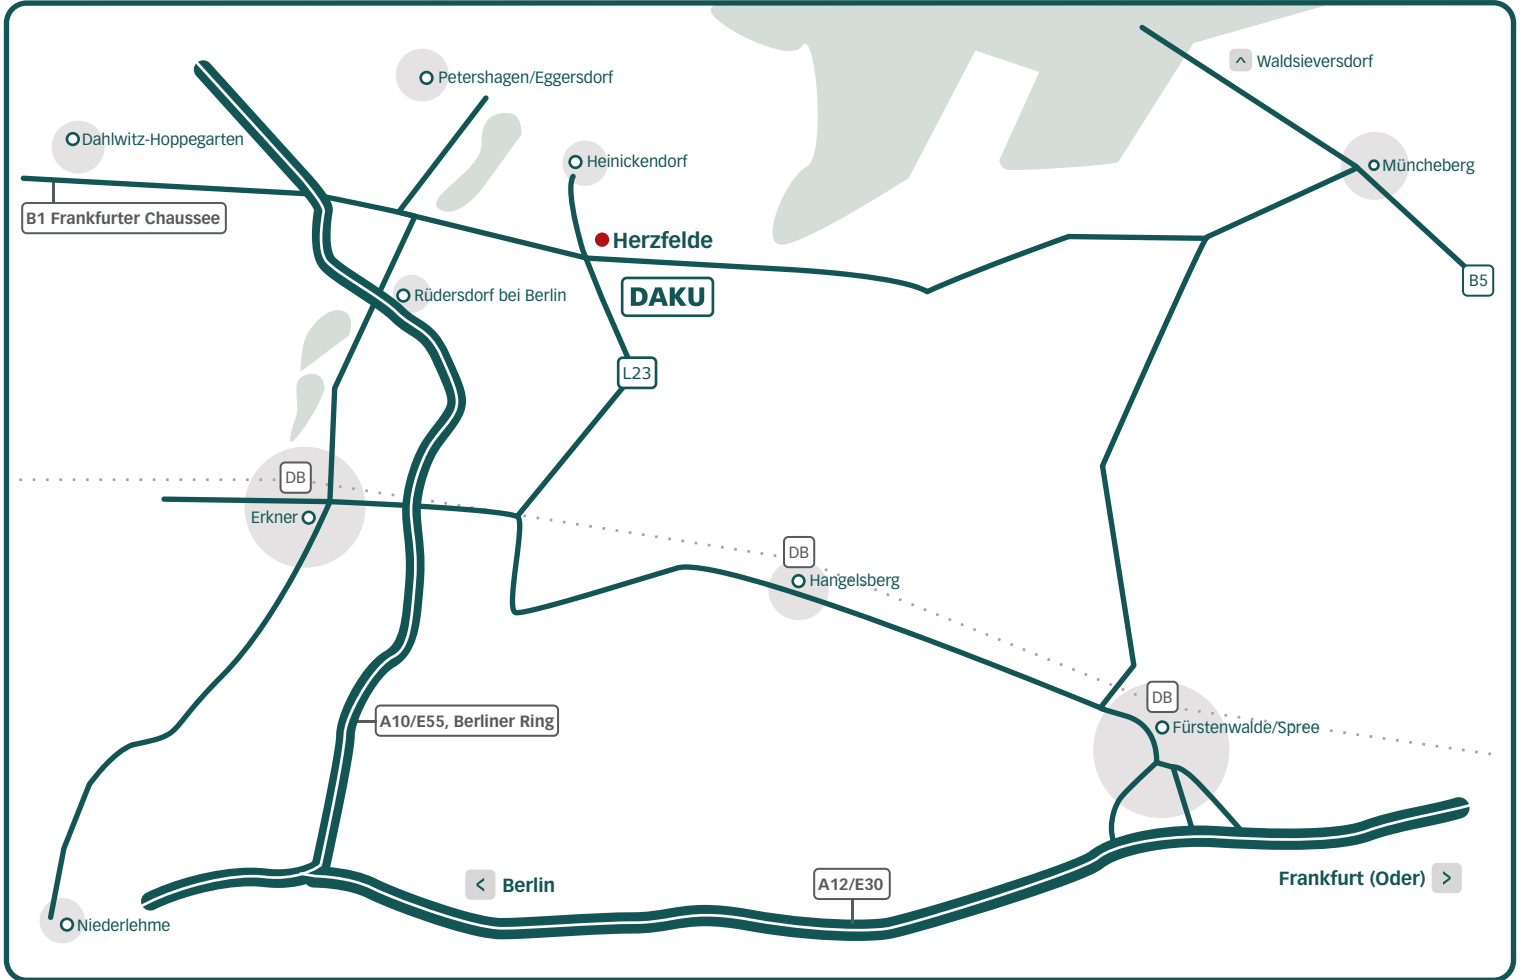 Waldsieversdorf
Petershagen/Eggersdorf
Dahlwitz-Hoppegarten
Heinickendorf
Müncheberg
B1 Frankfurter Chaussee
Herzfelde
B5
Rüdersdorf bei Berlin
DAKU
L23
DB
Erkner
DB
Hangelsberg
DB
Fürstenwalde/Spree
A10/E55, Berliner Ring
Berlin
A12/E30
Frankfurt (Oder)
Niederlehme